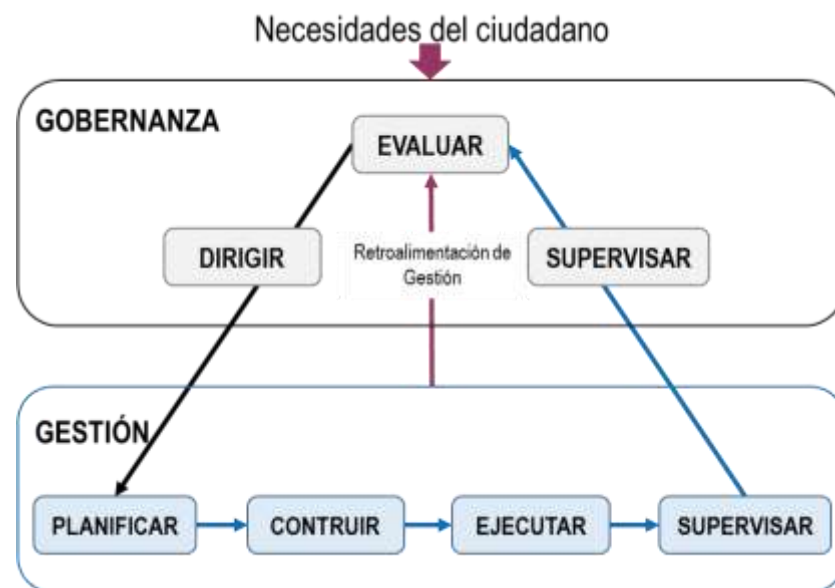 Necesidades del ciudadano
GOBERNANZA
EVALUAR
DIRIGIR
Retroalimentación de
Gestión
SUPERVISAR
GESTIÓN
PLANIFICAR
CONTRUIR
EJECUTAR
SUPERVISAR